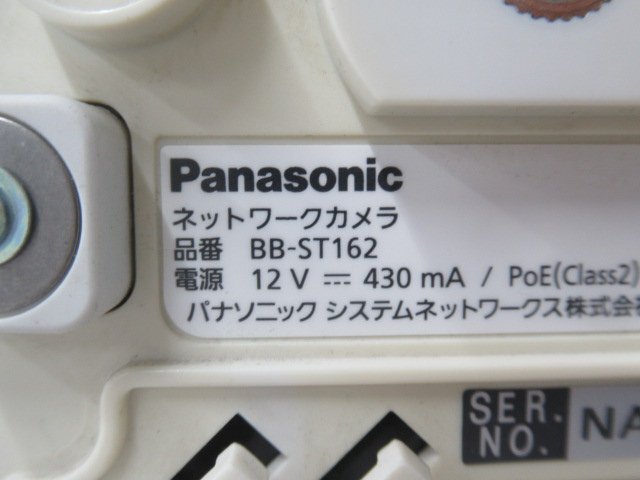 Panasonic
ネットワークカメラ
品番 BB-ST162
電源 12 V ⎓ 430 mA / PoE(Class2)
パナソニック システムネットワークス株式会
SER.
NO.
NA